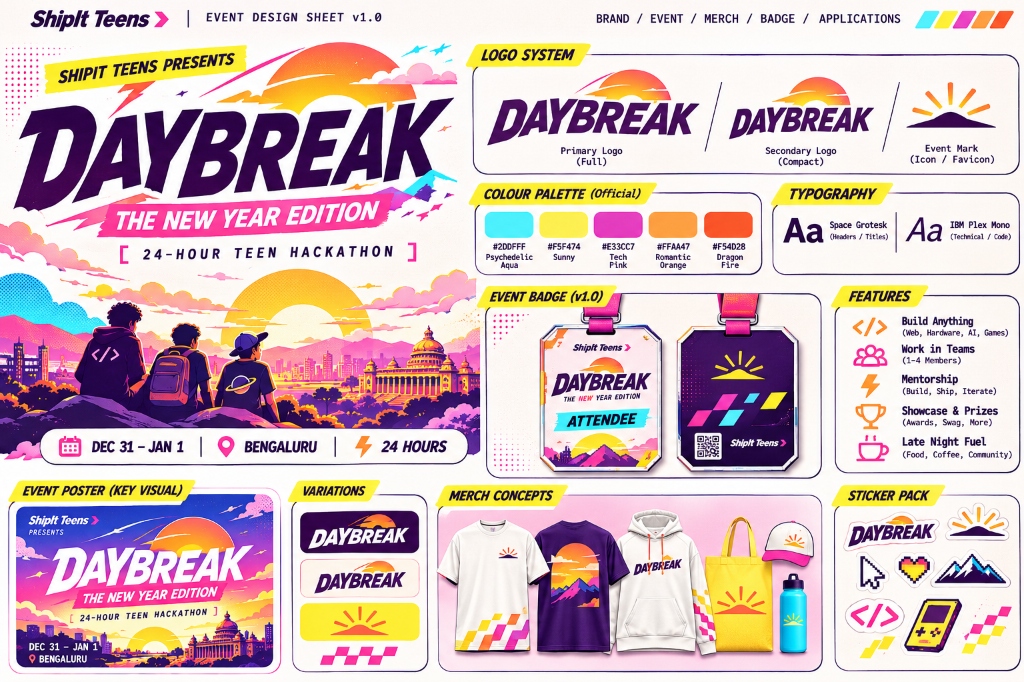 ShipIt Teens
EVENT DESIGN SHEET v1.0
BRAND / EVENT / MERCH / BADGE / APPLICATIONS
SHIPIT TEENS PRESENTS
DAYBREAK
THE NEW YEAR EDITION
[ 24-HOUR TEEN HACKATHON ]
</>
DEC 31 – JAN 1
BENGALURU
24 HOURS
LOGO SYSTEM
DAYBREAK
Primary Logo
(Full)
DAYBREAK
Secondary Logo
(Compact)
Event Mark
(Icon / Favicon)
COLOUR PALETTE (Official)
#2DDFFF
Psychedelic
Aqua
#F5F474
Sunny
#E33CC7
Tech
Pink
#FFAA47
Romantic
Orange
#F54D28
Dragon
Fire
TYPOGRAPHY
Aa
Space Grotesk
(Headers / Titles)
Aa
IBM Plex Mono
(Technical / Code)
EVENT BADGE (v1.0)
ShipIt Teens
DAYBREAK
THE NEW YEAR EDITION
ATTENDEE
ShipIt Teens
FEATURES
</>
Build Anything
(Web, Hardware, AI, Games)
Work in Teams
(1-4 Members)
Mentorship
(Build, Ship, Iterate)
Showcase & Prizes
(Awards, Swag, More)
Late Night Fuel
(Food, Coffee, Community)
EVENT POSTER (KEY VISUAL)
ShipIt Teens
PRESENTS
DAYBREAK
THE NEW YEAR EDITION
[ 24-HOUR TEEN HACKATHON ]
DEC 31 – JAN 1
BENGALURU
VARIATIONS
DAYBREAK
DAYBREAK
MERCH CONCEPTS
DAYBREAK
STICKER PACK
DAYBREAK
</>